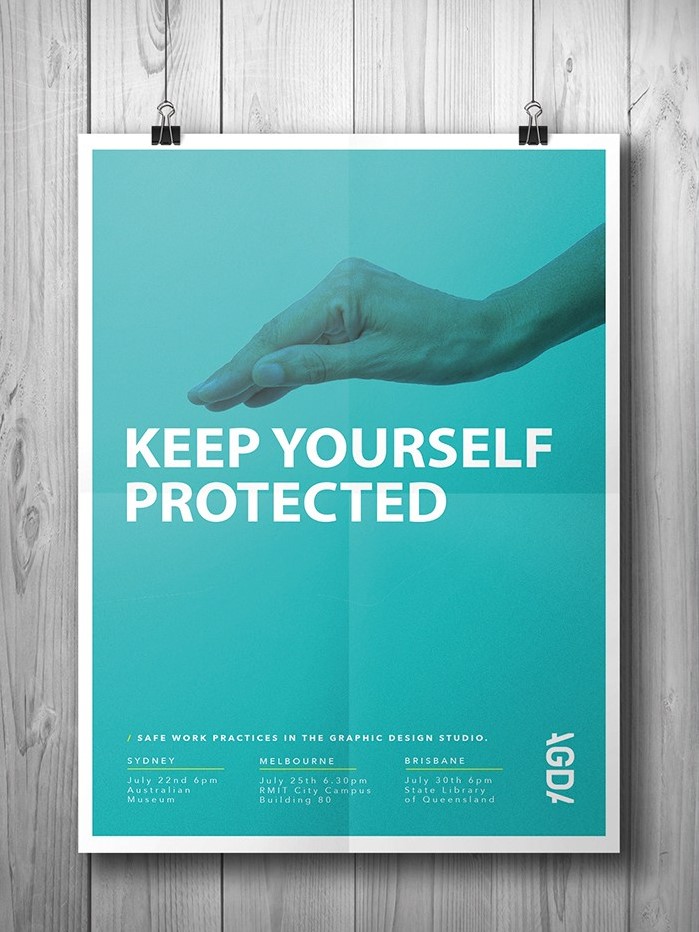 KEEP YOURSELF
PROTECTED
/ SAFE WORK PRACTICES IN THE GRAPHIC DESIGN STUDIO.
SYDNEY
July 22nd 6pm
Australian
Museum
MELBOURNE
July 25th 6.30pm
RMIT City Campus
Building 80
BRISBANE
July 30th 6pm
State Library
of Queensland
AGDA